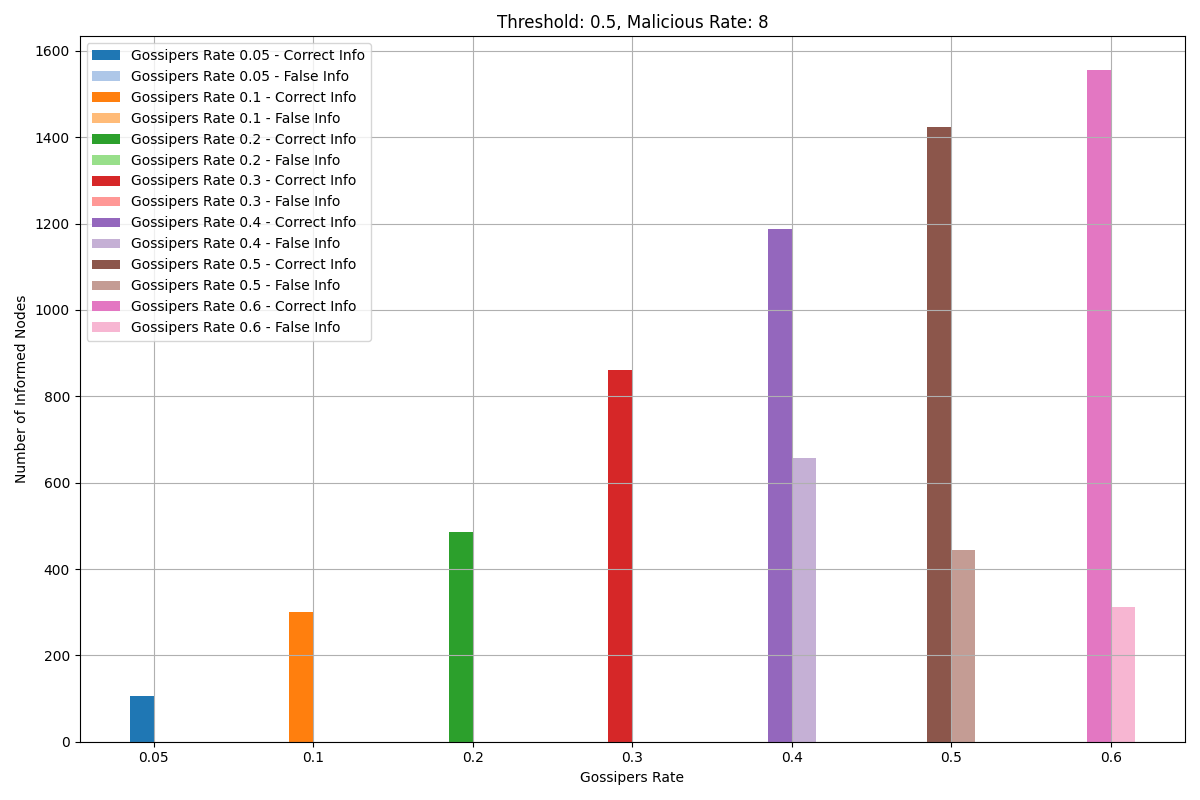 Threshold: 0.5, Malicious Rate: 8
1600
1400
1200
1000
800
600
400
200
0
Number of Informed Nodes
Gossipers Rate 0.05 - Correct Info
Gossipers Rate 0.05 - False Info
Gossipers Rate 0.1 - Correct Info
Gossipers Rate 0.1 - False Info
Gossipers Rate 0.2 - Correct Info
Gossipers Rate 0.2 - False Info
Gossipers Rate 0.3 - Correct Info
Gossipers Rate 0.3 - False Info
Gossipers Rate 0.4 - Correct Info
Gossipers Rate 0.4 - False Info
Gossipers Rate 0.5 - Correct Info
Gossipers Rate 0.5 - False Info
Gossipers Rate 0.6 - Correct Info
Gossipers Rate 0.6 - False Info
0.05 0.1 0.2 0.3 0.4 0.5 0.6
Gossipers Rate